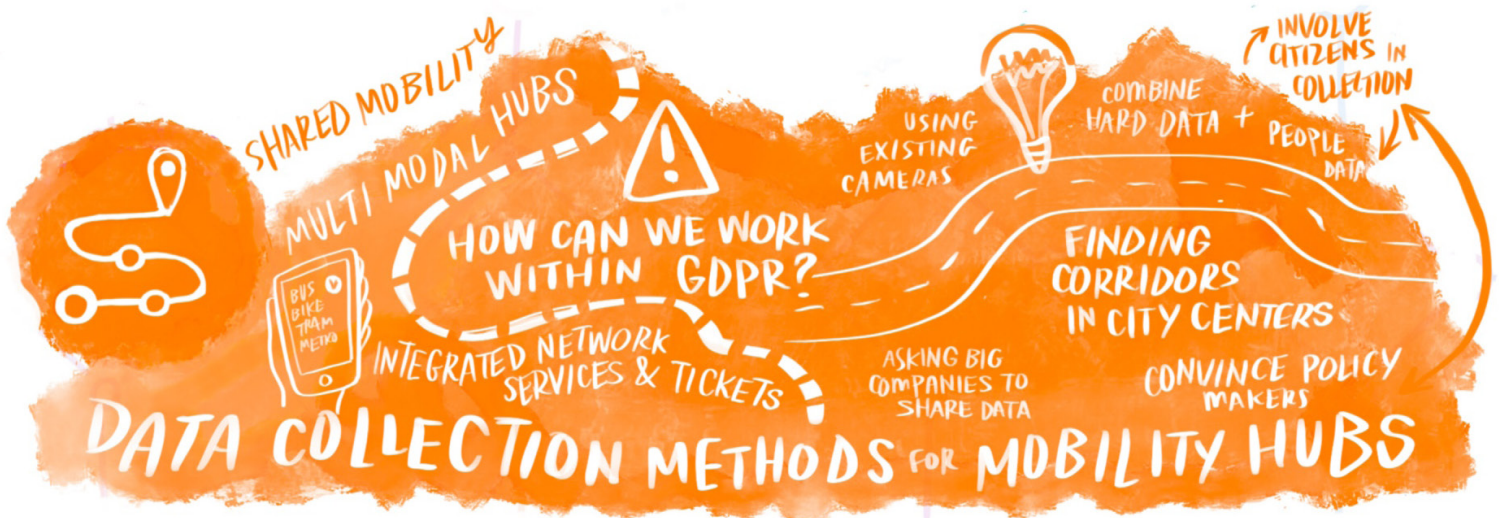 SHARED MOBILITY
MULTI MODAL HUBS
BUS
BIKE
TRAM
METRO
HOW CAN WE WORK
WITHIN GDPR?
INTEGRATED NETWORK
SERVICES & TICKETS
USING
EXISTING
CAMERAS
COMBINE
HARD DATA +
PEOPLE
DATA
INVOLVE
CITIZENS IN
COLLECTION
FINDING
CORRIDORS
IN CITY CENTERS
ASKING BIG
COMPANIES TO
SHARE DATA
CONVINCE POLICY
MAKERS
DATA COLLECTION METHODS FOR MOBILITY HUBS